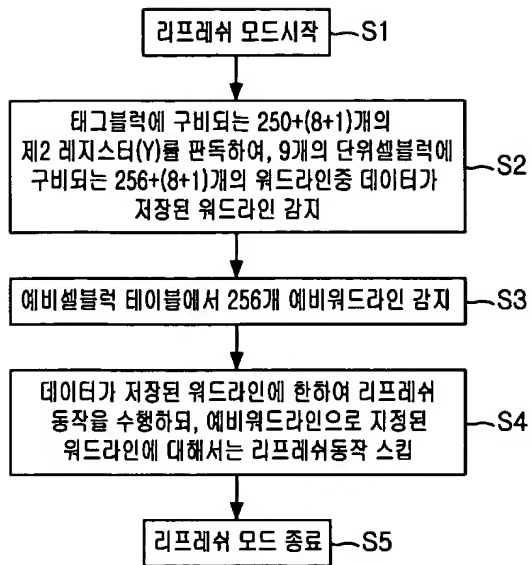 리프레쉬 모드시작
S1
태그블럭에 구비되는 250+(8+1)개의
제2 레지스터(Y)를 판독하여, 9개의 단위셀블럭에
구비되는 256+(8+1)개의 워드라인중 데이터가
저장된 워드라인 감지
S2
예비셀블럭 테이블에서 256개 예비워드라인 감지
S3
데이터가 저장된 워드라인에 한하여 리프레쉬
동작을 수행하되, 예비워드라인으로 지정된
워드라인에 대해서는 리프레쉬동작 스킵
S4
리프레쉬 모드 종료
S5